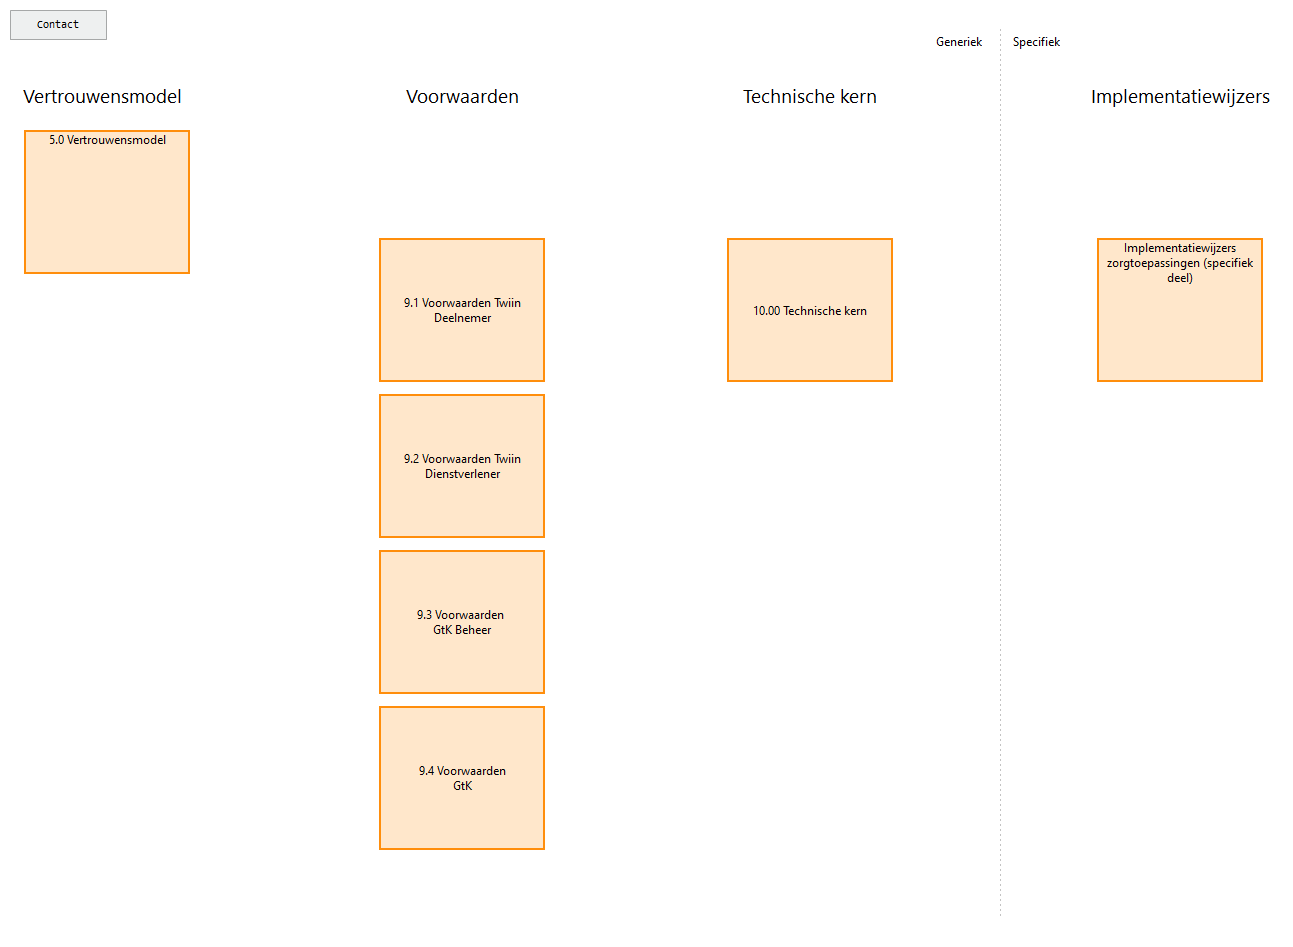 Contact
Generiek
Specifiek
Vertrouwensmodel
Voorwaarden
Technische kern
Implementatiewijzers
5.0 Vertrouwensmodel
9.1 Voorwaarden Twiin
Deelnemer
9.2 Voorwaarden Twiin
Dienstverlener
9.3 Voorwaarden
GtK Beheer
9.4 Voorwaarden
GtK
10.00 Technische kern
Implementatiewijzers
zorgtoepassingen (specifiek
deel)